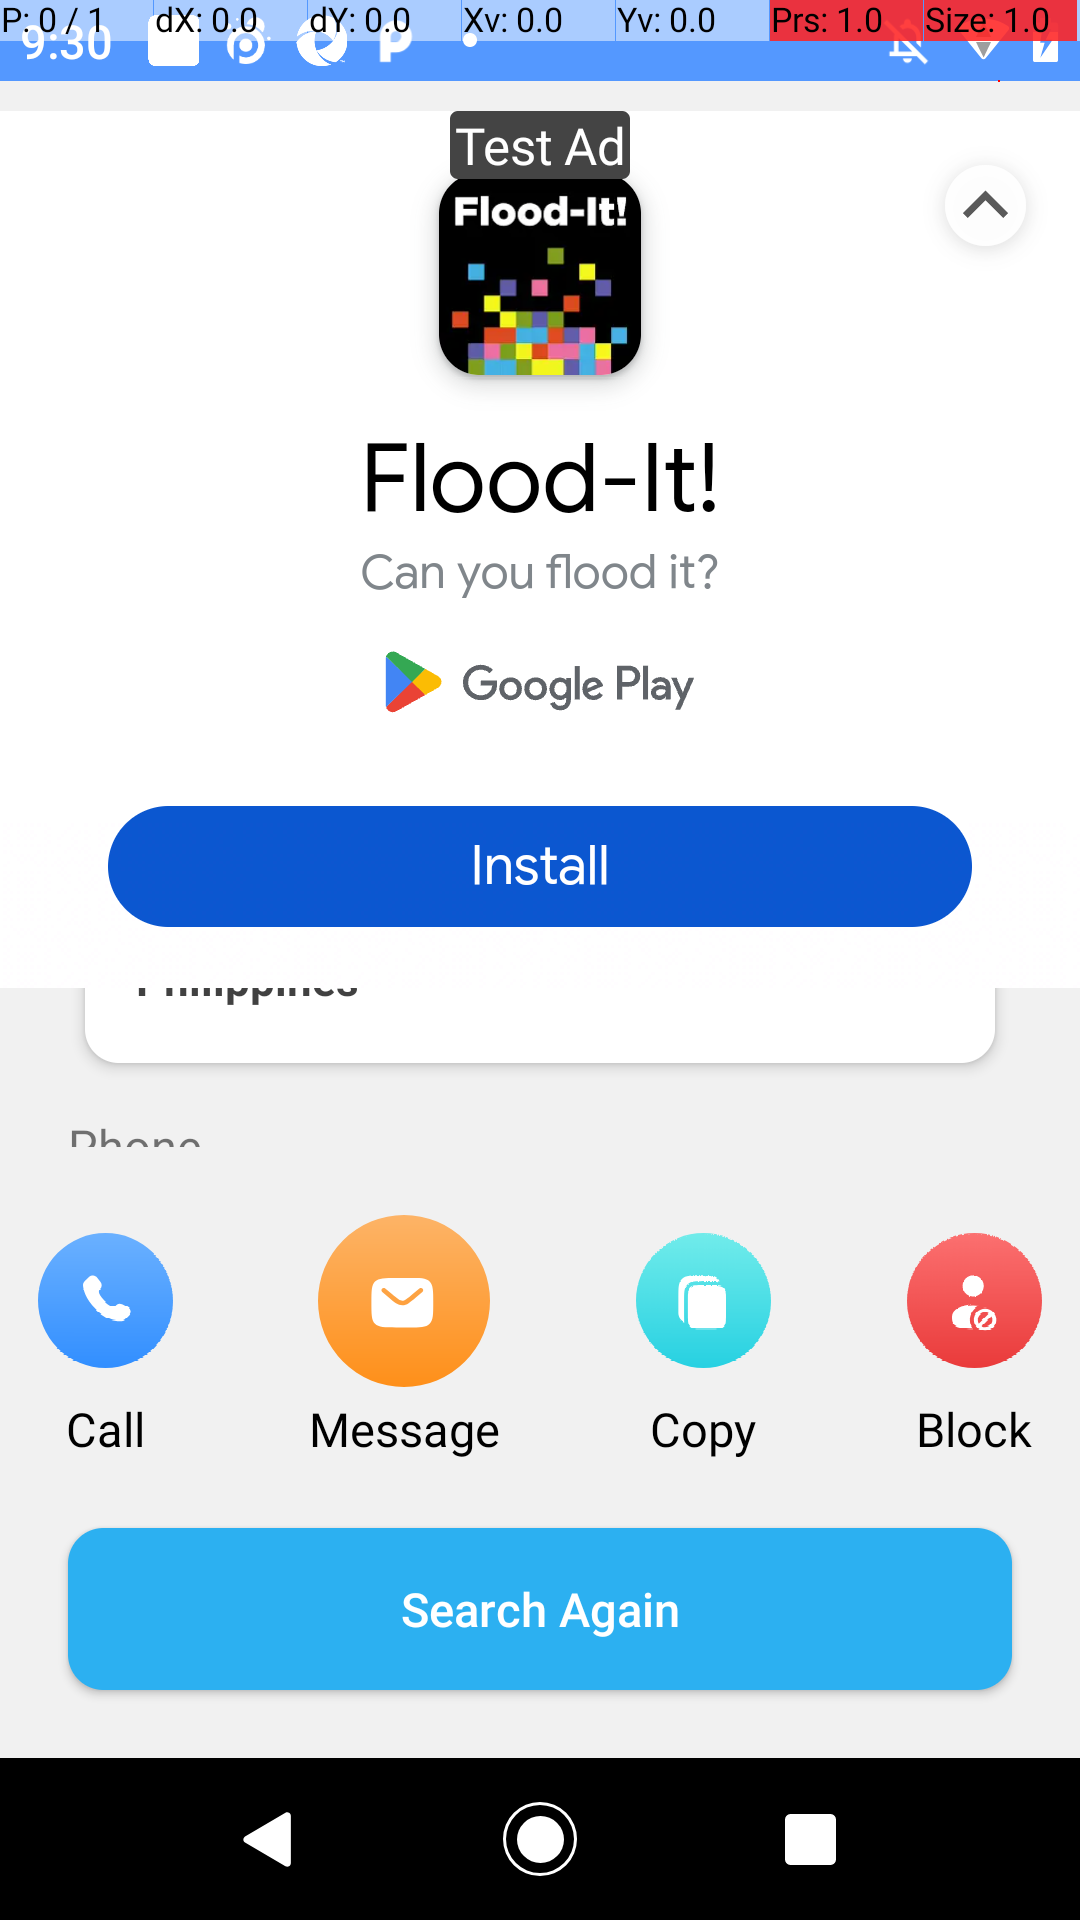 P: 0 / 1 dX: 0.0 dY: 0.0 Xv: 0.0 Yv: 0.0 Prs: 1.0 Size: 1.0
9:30
Test Ad
Flood-It!
Flood-It!
Can you flood it?
Google Play
Install
Philippines
Phone
Call Message Copy Block
Search Again